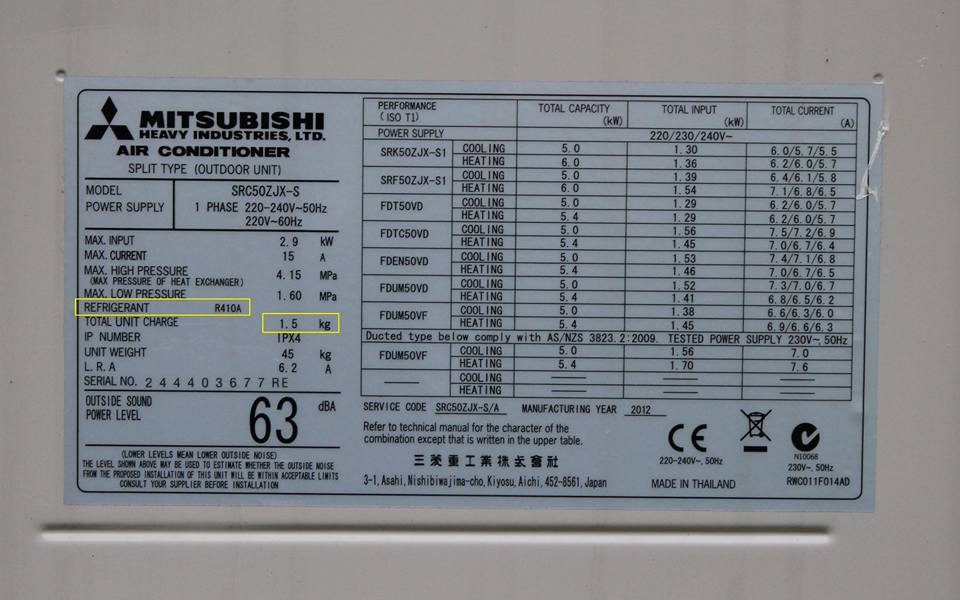 MITSUBISHI
HEAVY INDUSTRIES, LTD.
AIR CONDITIONER
SPLIT TYPE (OUTDOOR UNIT)
MODEL SRC50ZJX-S
POWER SUPPLY 1 PHASE 220-240V~50Hz
220V~60Hz
MAX. INPUT 2.9 kW
MAX. CURRENT 15 A
MAX. HIGH PRESSURE 4.15 MPa
(MAX PRESSURE OF HEAT EXCHANGER)
MAX. LOW PRESSURE 1.60 MPa
REFRIGERANT R410A
TOTAL UNIT CHARGE 1.5 kg
IP NUMBER IPX4
UNIT WEIGHT 45 kg
L.R.A 6.2 A
SERIAL NO. 244403677RE
OUTSIDE SOUND
POWER LEVEL 63 dBA
(LOWER LEVELS MEAN LOWER OUTSIDE NOISE)
THE LEVEL SHOWN ABOVE MAY BE USED TO ESTIMATE WHETHER THE OUTSIDE NOISE
FROM THE PROPOSED INSTALLATION OF THIS UNIT WILL BE WITHIN ACCEPTABLE LIMITS
CONSULT YOUR SUPPLIER BEFORE INSTALLATION
PERFORMANCE (ISO T1) TOTAL CAPACITY (kW) TOTAL INPUT (kW) TOTAL CURRENT (A)
POWER SUPPLY 220/230/240V~
SRK50ZJX-S1 COOLING 5.0 1.30 6.0/5.7/5.5
HEATING 6.0 1.36 6.2/6.0/5.7
SRF50ZJX-S1 COOLING 5.0 1.39 6.4/6.1/5.8
HEATING 6.0 1.54 7.1/6.8/6.5
FDT50VD COOLING 5.0 1.29 6.2/6.0/5.7
HEATING 5.4 1.29 6.2/6.0/5.7
FDTC50VD COOLING 5.0 1.56 7.5/7.2/6.9
HEATING 5.4 1.45 7.0/6.7/6.4
FDEN50VD COOLING 5.0 1.53 7.4/7.1/6.8
HEATING 5.4 1.46 7.0/6.7/6.5
FDUM50VD COOLING 5.0 1.52 7.3/7.0/6.7
HEATING 5.4 1.41 6.8/6.5/6.2
FDUM50VF COOLING 5.0 1.38 6.6/6.3/6.0
HEATING 5.4 1.45 6.9/6.6/6.3
Ducted type below comply with AS/NZS 3823.2:2009. TESTED POWER SUPPLY 230V~, 50Hz
FDUM50VF COOLING 5.0 1.56 7.0
HEATING 5.4 1.70 7.6
COOLING
HEATING
SERVICE CODE SRC50ZJX-S/A MANUFACTURING YEAR 2012
Refer to technical manual for the character of the
combination except that is written in the upper table.
三菱重工業株式会社
3-1, Asahi, Nishibiwajima-cho, Kiyosu, Aichi, 452-8561, Japan
CE
220-240V~, 50Hz
N10068
230V~, 50Hz
MADE IN THAILAND
RWC011F014AD